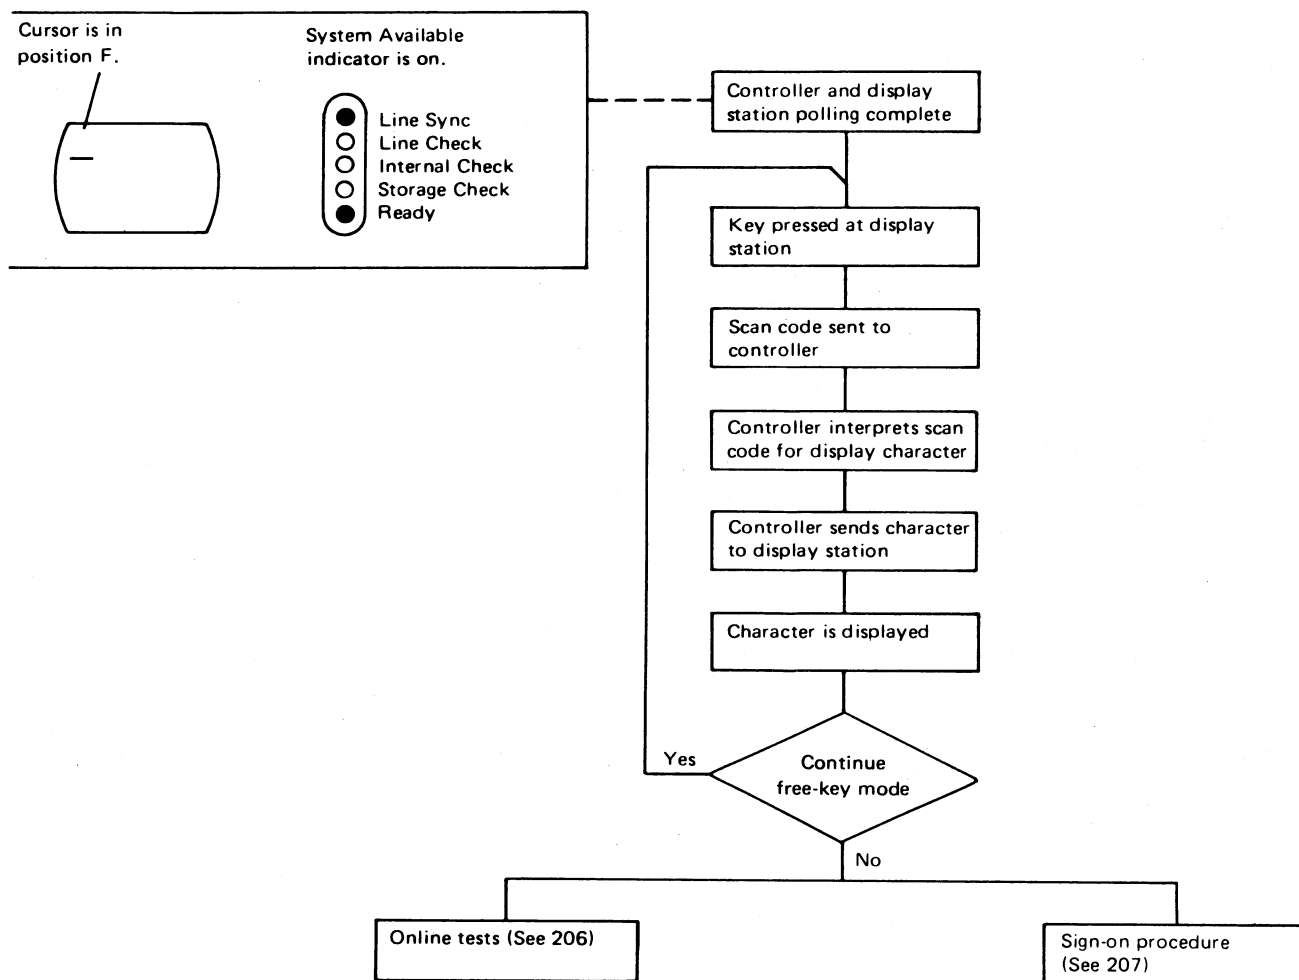 Cursor is in
position F.
System Available
indicator is on.
Line Sync
Line Check
Internal Check
Storage Check
Ready
Controller and display
station polling complete
Key pressed at display
station
Scan code sent to
controller
Controller interprets scan
code for display character
Controller sends character
to display station
Character is displayed
Continue
free-key mode
Yes
No
Online tests (See 206)
Sign-on procedure
(See 207)